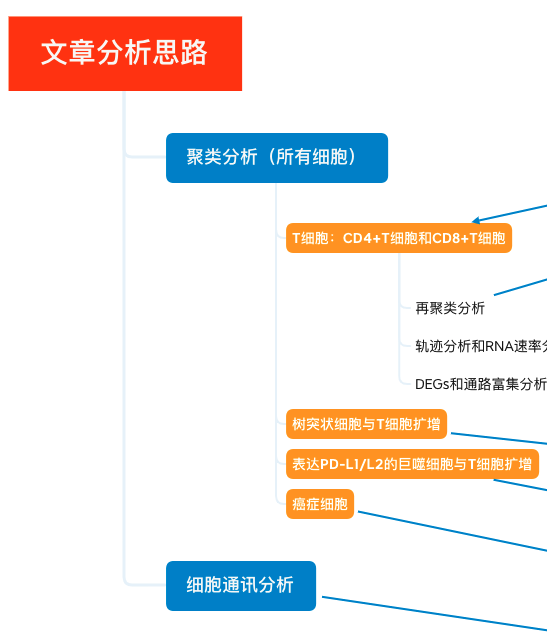 文章分析思路
聚类分析（所有细胞）
T细胞：CD4+T细胞和CD8+T细胞
再聚类分析
轨迹分析和RNA速率分
DEGs和通路富集分析
树突状细胞与T细胞扩增
表达PD-L1/L2的巨噬细胞与T细胞扩增
癌症细胞
细胞通讯分析